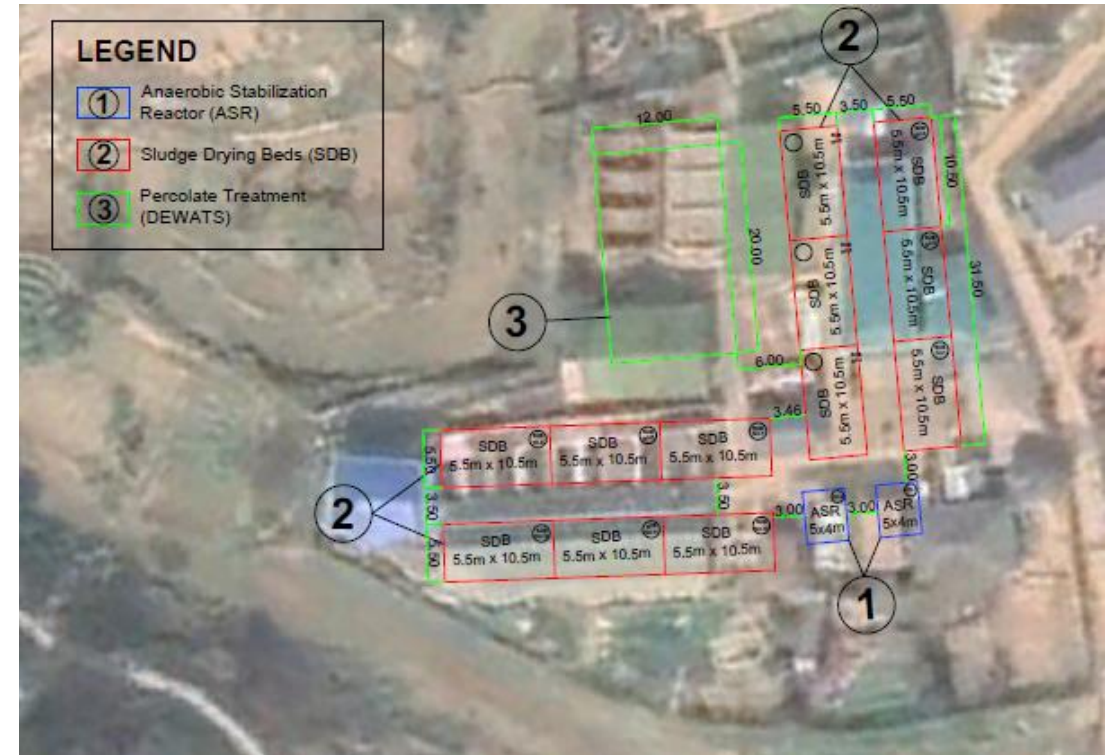 LEGEND
1 Anaerobic Stabilization
Reactor (ASR)
2 Sludge Drying Beds (SDB)
3 Percolate Treatment
(DEWATS)
2
5.50 3.50 5.50
12.00
SDB
5.5m x 10.5m
SDB
5.5m x 10.5m
10.50
20.00
SDB
5.5m x 10.5m
SDB
5.5m x 10.5m
31.50
3
6.00
SDB
5.5m x 10.5m
SDB
5.5m x 10.5m
3.46
5.50
SDB
5.5m x 10.5m
SDB
5.5m x 10.5m
SDB
5.5m x 10.5m
3.00
2
3.50
3.50
3.00
ASR
5x4m
3.00
ASR
5x4m
5.50
SDB
5.5m x 10.5m
SDB
5.5m x 10.5m
SDB
5.5m x 10.5m
1